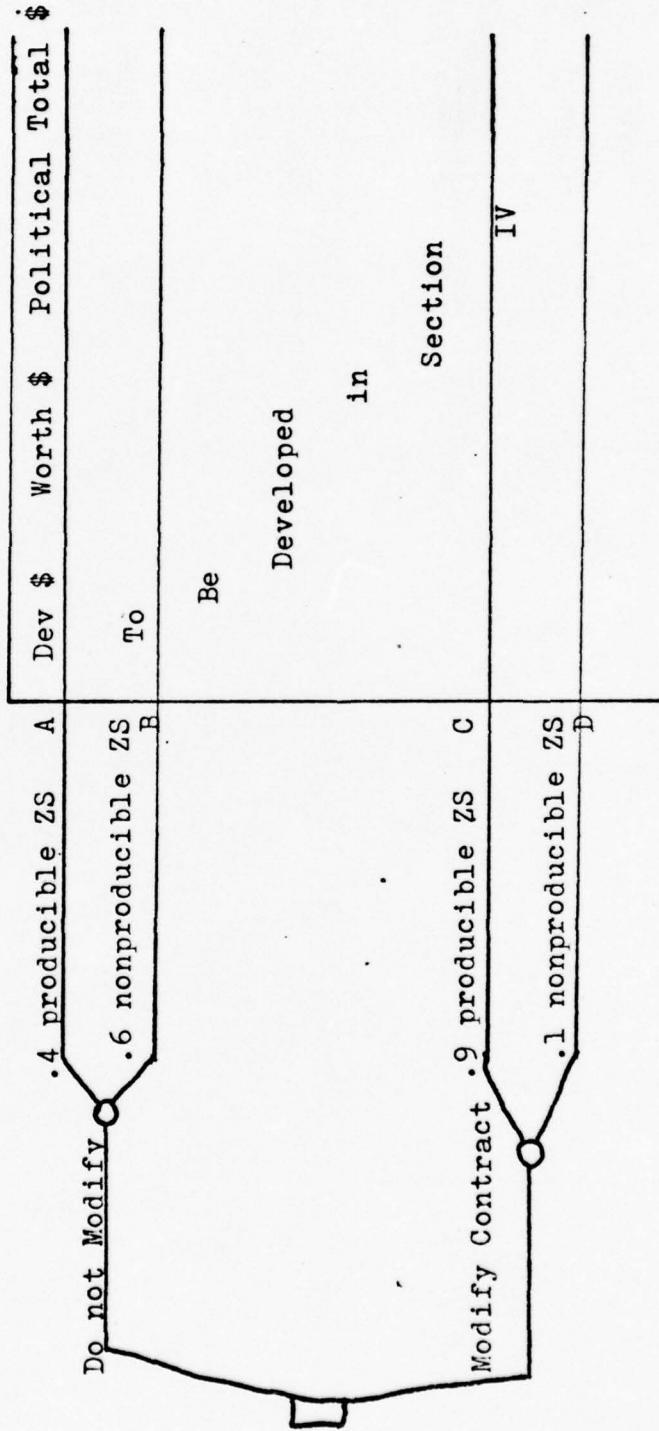 Dev $ Worth $ Political Total $
.4 producible ZS A
To
Do not Modify
.6 nonproducible ZS
B
Be
Developed
in
Section
.9 producible ZS C
IV
Modify Contract
.1 nonproducible ZS
D